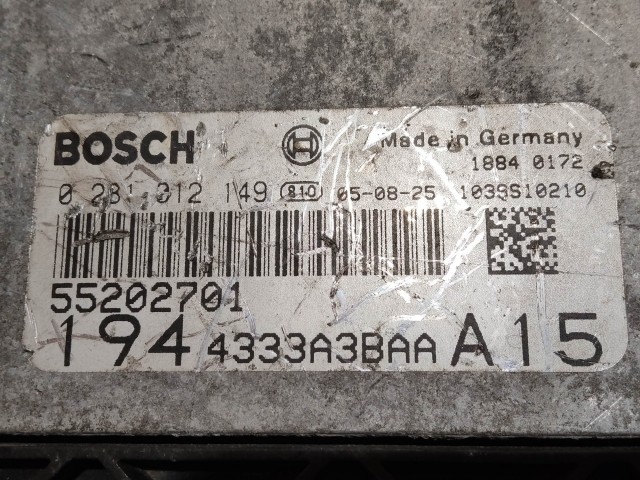 BOSCH Made in Germany
1884 0172
0 281 012 149 810 05-08-25 1039S10210
55202701
194 4333A3BAA A15